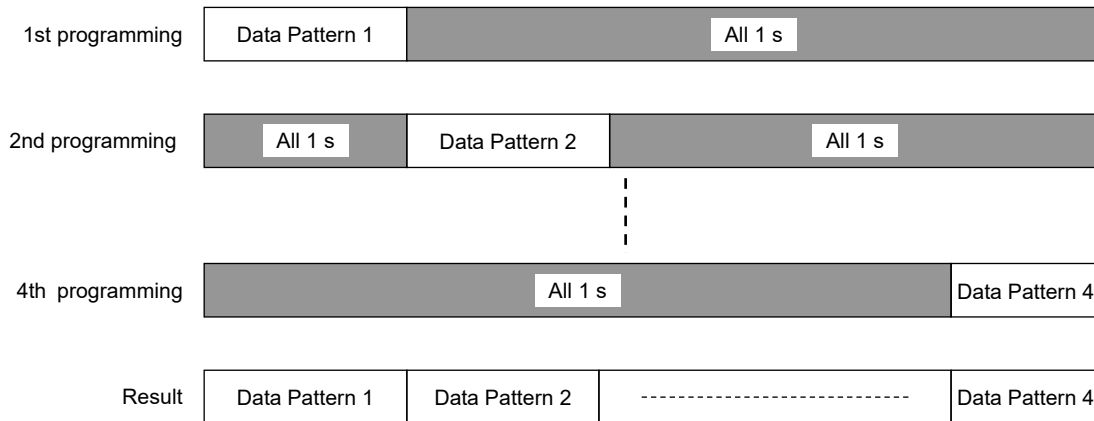 1st programming Data Pattern 1 All 1 s
2nd programming All 1 s Data Pattern 2 All 1 s
4th programming All 1 s Data Pattern 4
Result Data Pattern 1 Data Pattern 2 Data Pattern 4